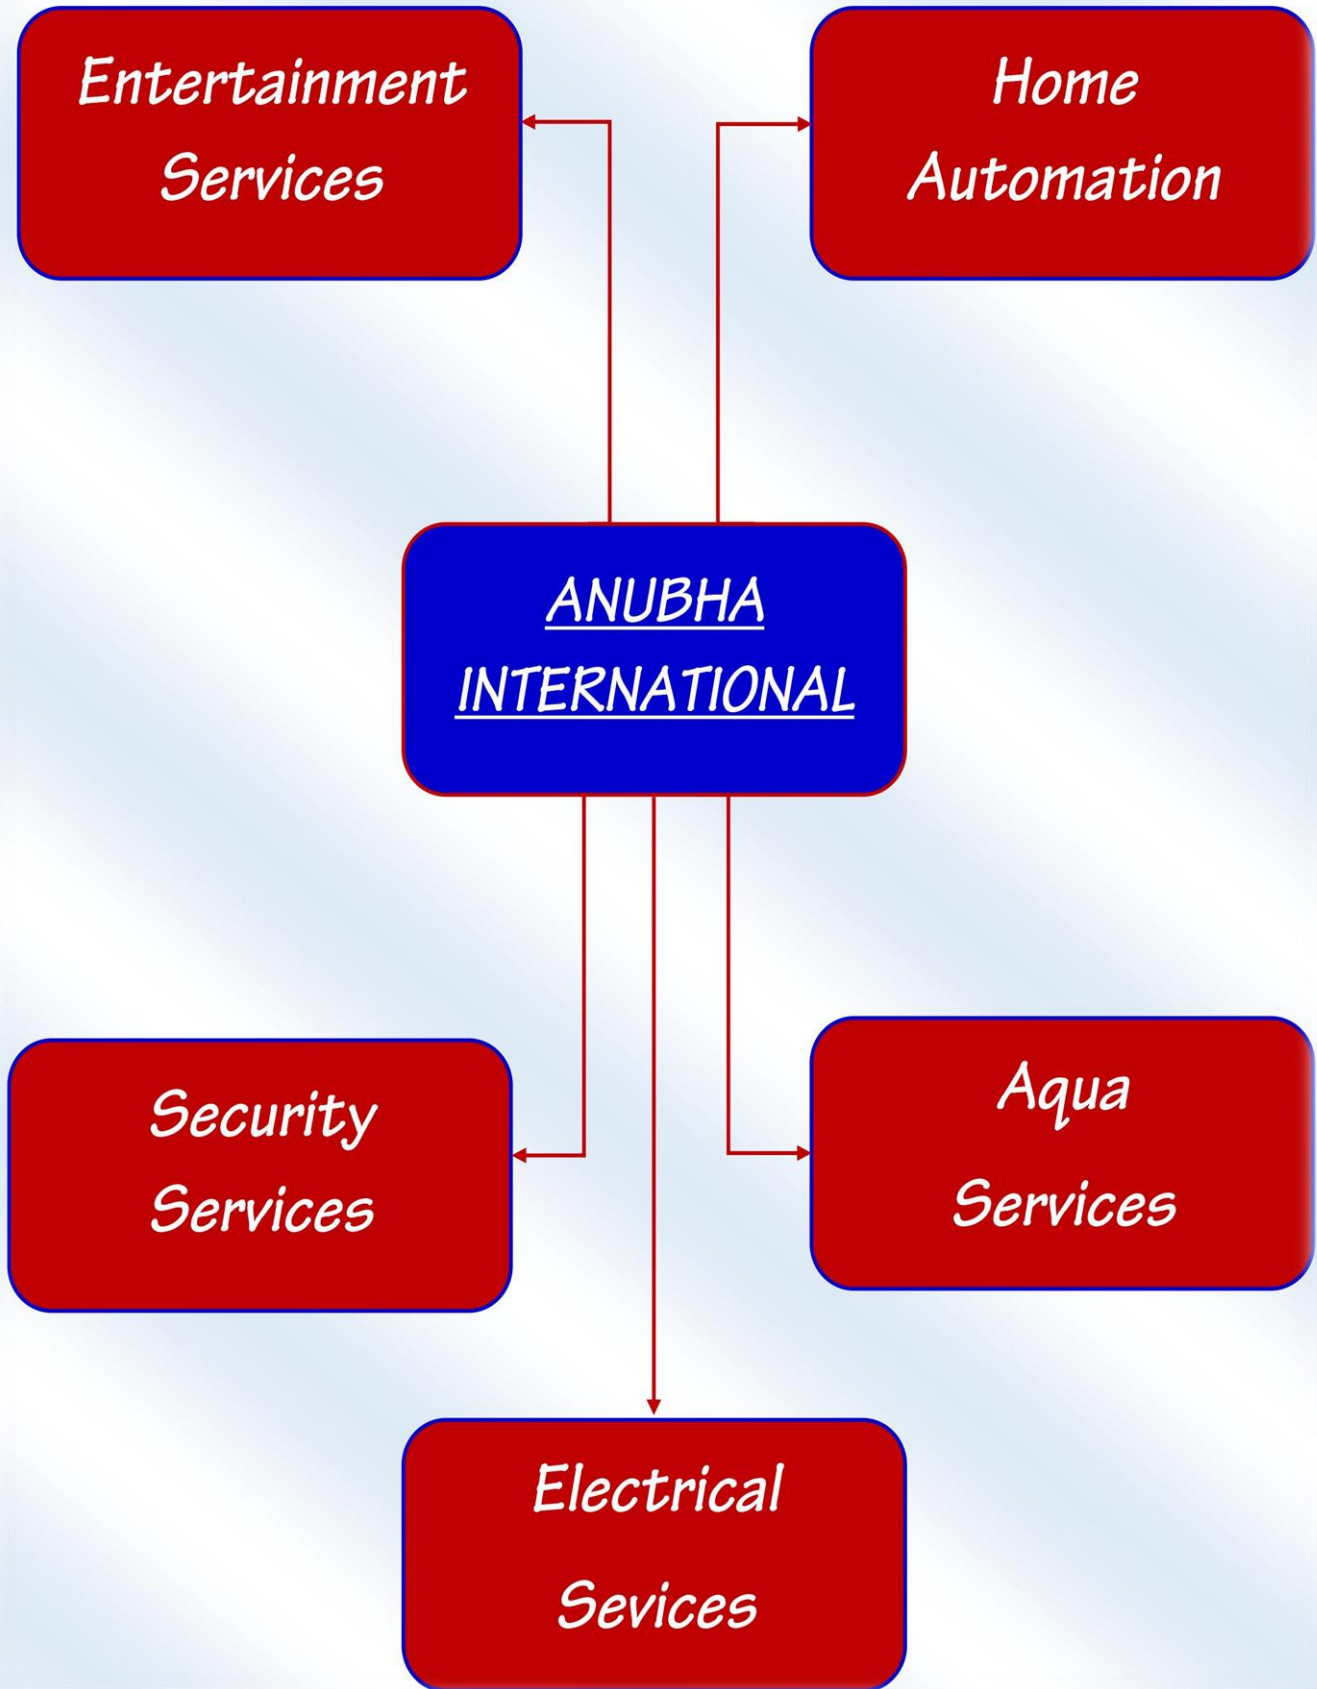 Entertainment
Services
Home
Automation
ANUBHA
INTERNATIONAL
Security
Services
Aqua
Services
Electrical
Sevices